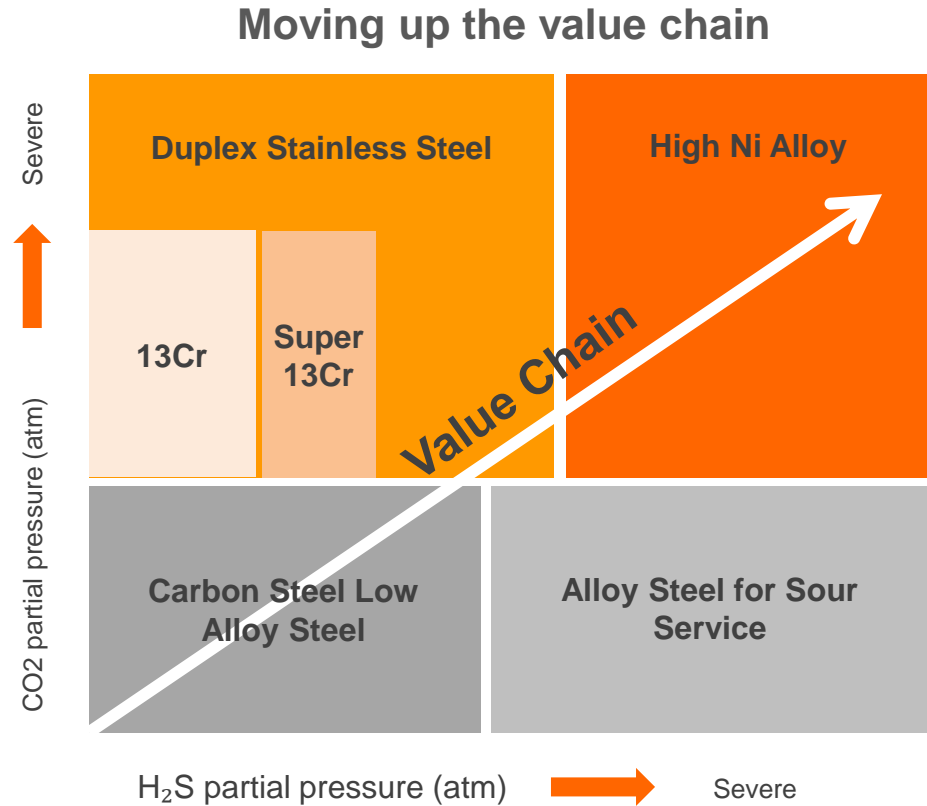 Moving up the value chain
Severe
CO2 partial pressure (atm)
Duplex Stainless Steel
High Ni Alloy
13Cr
Super
13Cr
Value Chain
Carbon Steel Low
Alloy Steel
Alloy Steel for Sour
Service
H₂S partial pressure (atm)
Severe